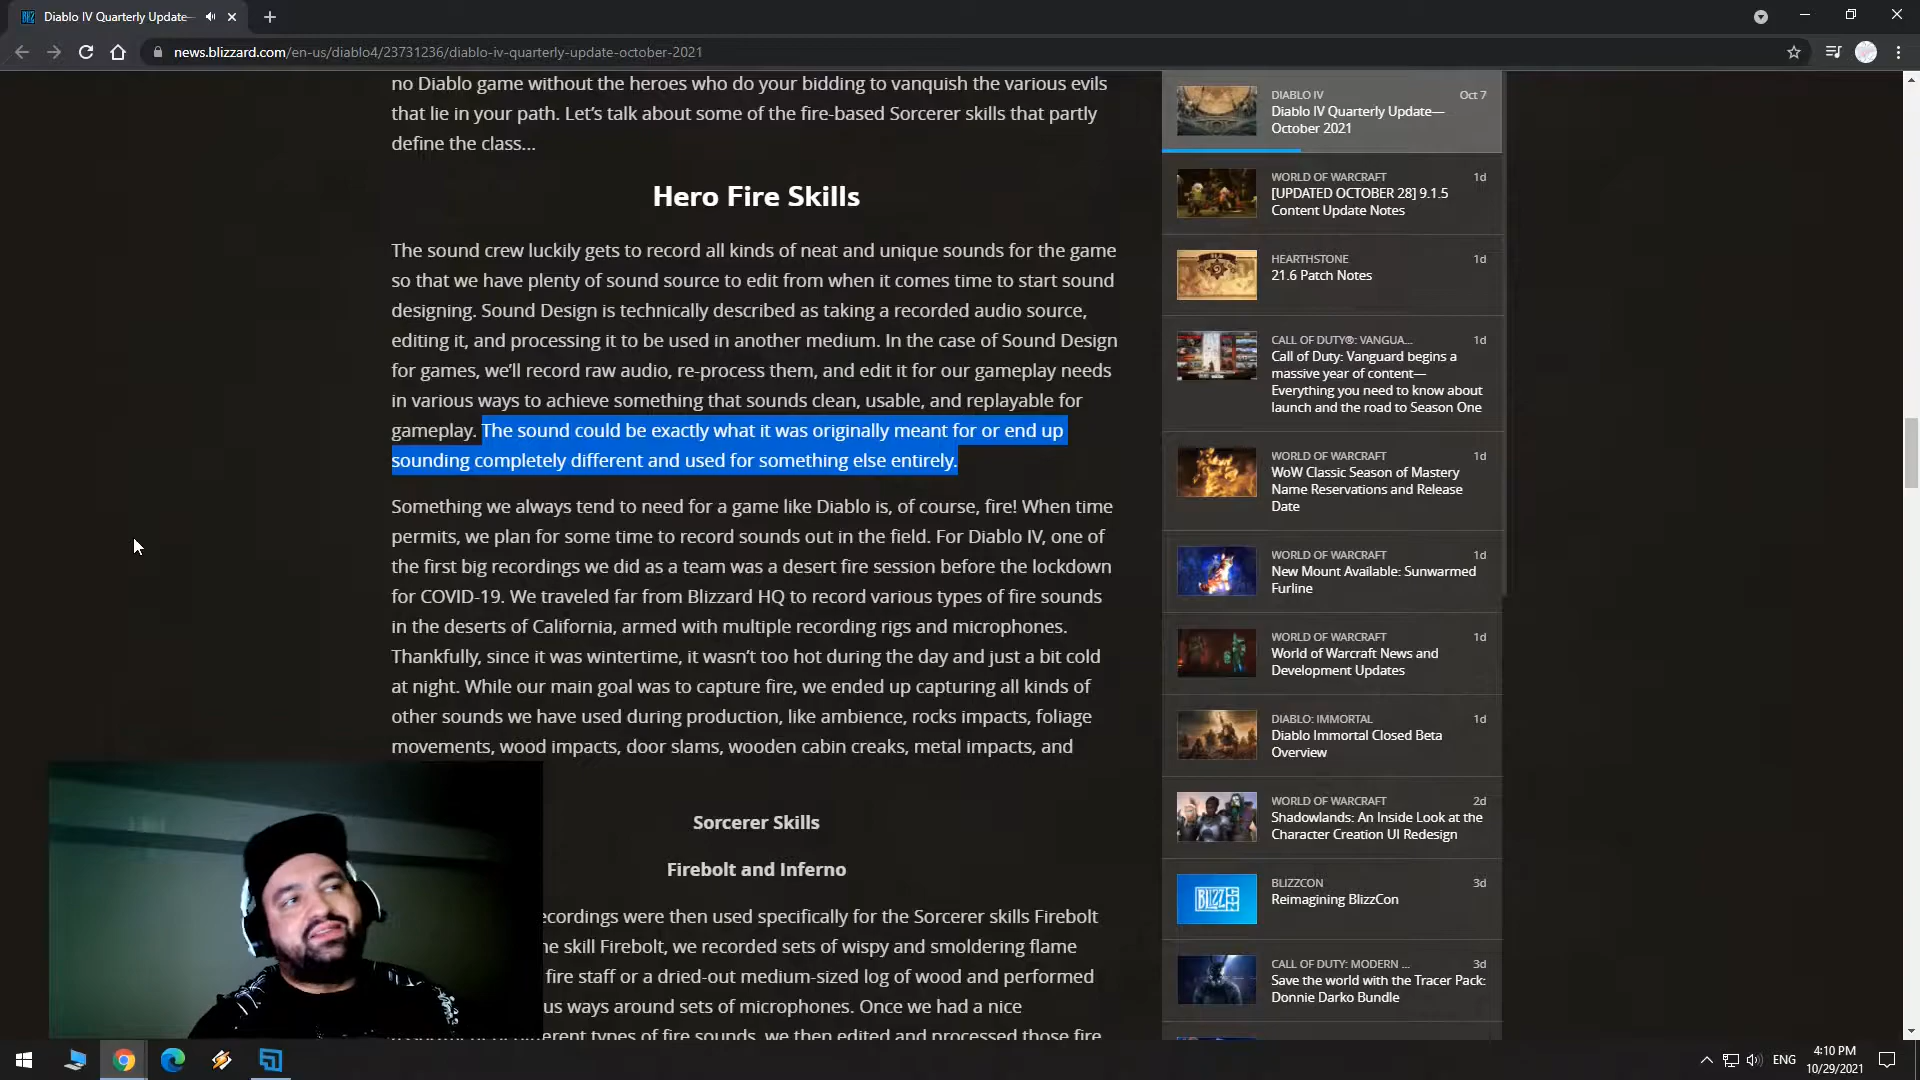 Diablo IV Quarterly Update—
news.blizzard.com/en-us/diablo4/23731236/diablo-iv-quarterly-update-october-2021
no Diablo game without the heroes who do your bidding to vanquish the various evils
that lie in your path. Let’s talk about some of the fire-based Sorcerer skills that partly
define the class...
Hero Fire Skills
The sound crew luckily gets to record all kinds of neat and unique sounds for the game
so that we have plenty of sound source to edit from when it comes time to start sound
designing. Sound Design is technically described as taking a recorded audio source,
editing it, and processing it to be used in another medium. In the case of Sound Design
for games, we’ll record raw audio, re-process them, and edit it for our gameplay needs
in various ways to achieve something that sounds clean, usable, and replayable for
gameplay. The sound could be exactly what it was originally meant for or end up
sounding completely different and used for something else entirely.
Something we always tend to need for a game like Diablo is, of course, fire! When time
permits, we plan for some time to record sounds out in the field. For Diablo IV, one of
the first big recordings we did as a team was a desert fire session before the lockdown
for COVID-19. We traveled far from Blizzard HQ to record various types of fire sounds
in the deserts of California, armed with multiple recording rigs and microphones.
Thankfully, since it was wintertime, it wasn’t too hot during the day and just a bit cold
at night. While our main goal was to capture fire, we ended up capturing all kinds of
other sounds we have used during production, like ambience, rocks impacts, foliage
movements, wood impacts, door slams, wooden cabin creaks, metal impacts, and
Sorcerer Skills
Firebolt and Inferno
ecordings were then used specifically for the Sorcerer skills Firebolt
he skill Firebolt, we recorded sets of wispy and smoldering flame
fire staff or a dried-out medium-sized log of wood and performed
us ways around sets of microphones. Once we had a nice
different types of fire sounds, we then edited and processed those fire
DIABLO IV
Oct 7
Diablo IV Quarterly Update—
October 2021
WORLD OF WARCRAFT
1d
[UPDATED OCTOBER 28] 9.1.5
Content Update Notes
HEARTHSTONE
1d
21.6 Patch Notes
CALL OF DUTY®: VANGUA...
1d
Call of Duty: Vanguard begins a
massive year of content—
Everything you need to know about
launch and the road to Season One
WORLD OF WARCRAFT
1d
WoW Classic Season of Mastery
Name Reservations and Release
Date
WORLD OF WARCRAFT
1d
New Mount Available: Sunwarmed
Furline
WORLD OF WARCRAFT
1d
World of Warcraft News and
Development Updates
DIABLO: IMMORTAL
1d
Diablo Immortal Closed Beta
Overview
WORLD OF WARCRAFT
2d
Shadowlands: An Inside Look at the
Character Creation UI Redesign
BLIZZCON
3d
Reimagining BlizzCon
CALL OF DUTY: MODERN ...
3d
Save the world with the Tracer Pack:
Donnie Darko Bundle
ENG
4:10 PM
10/29/2021